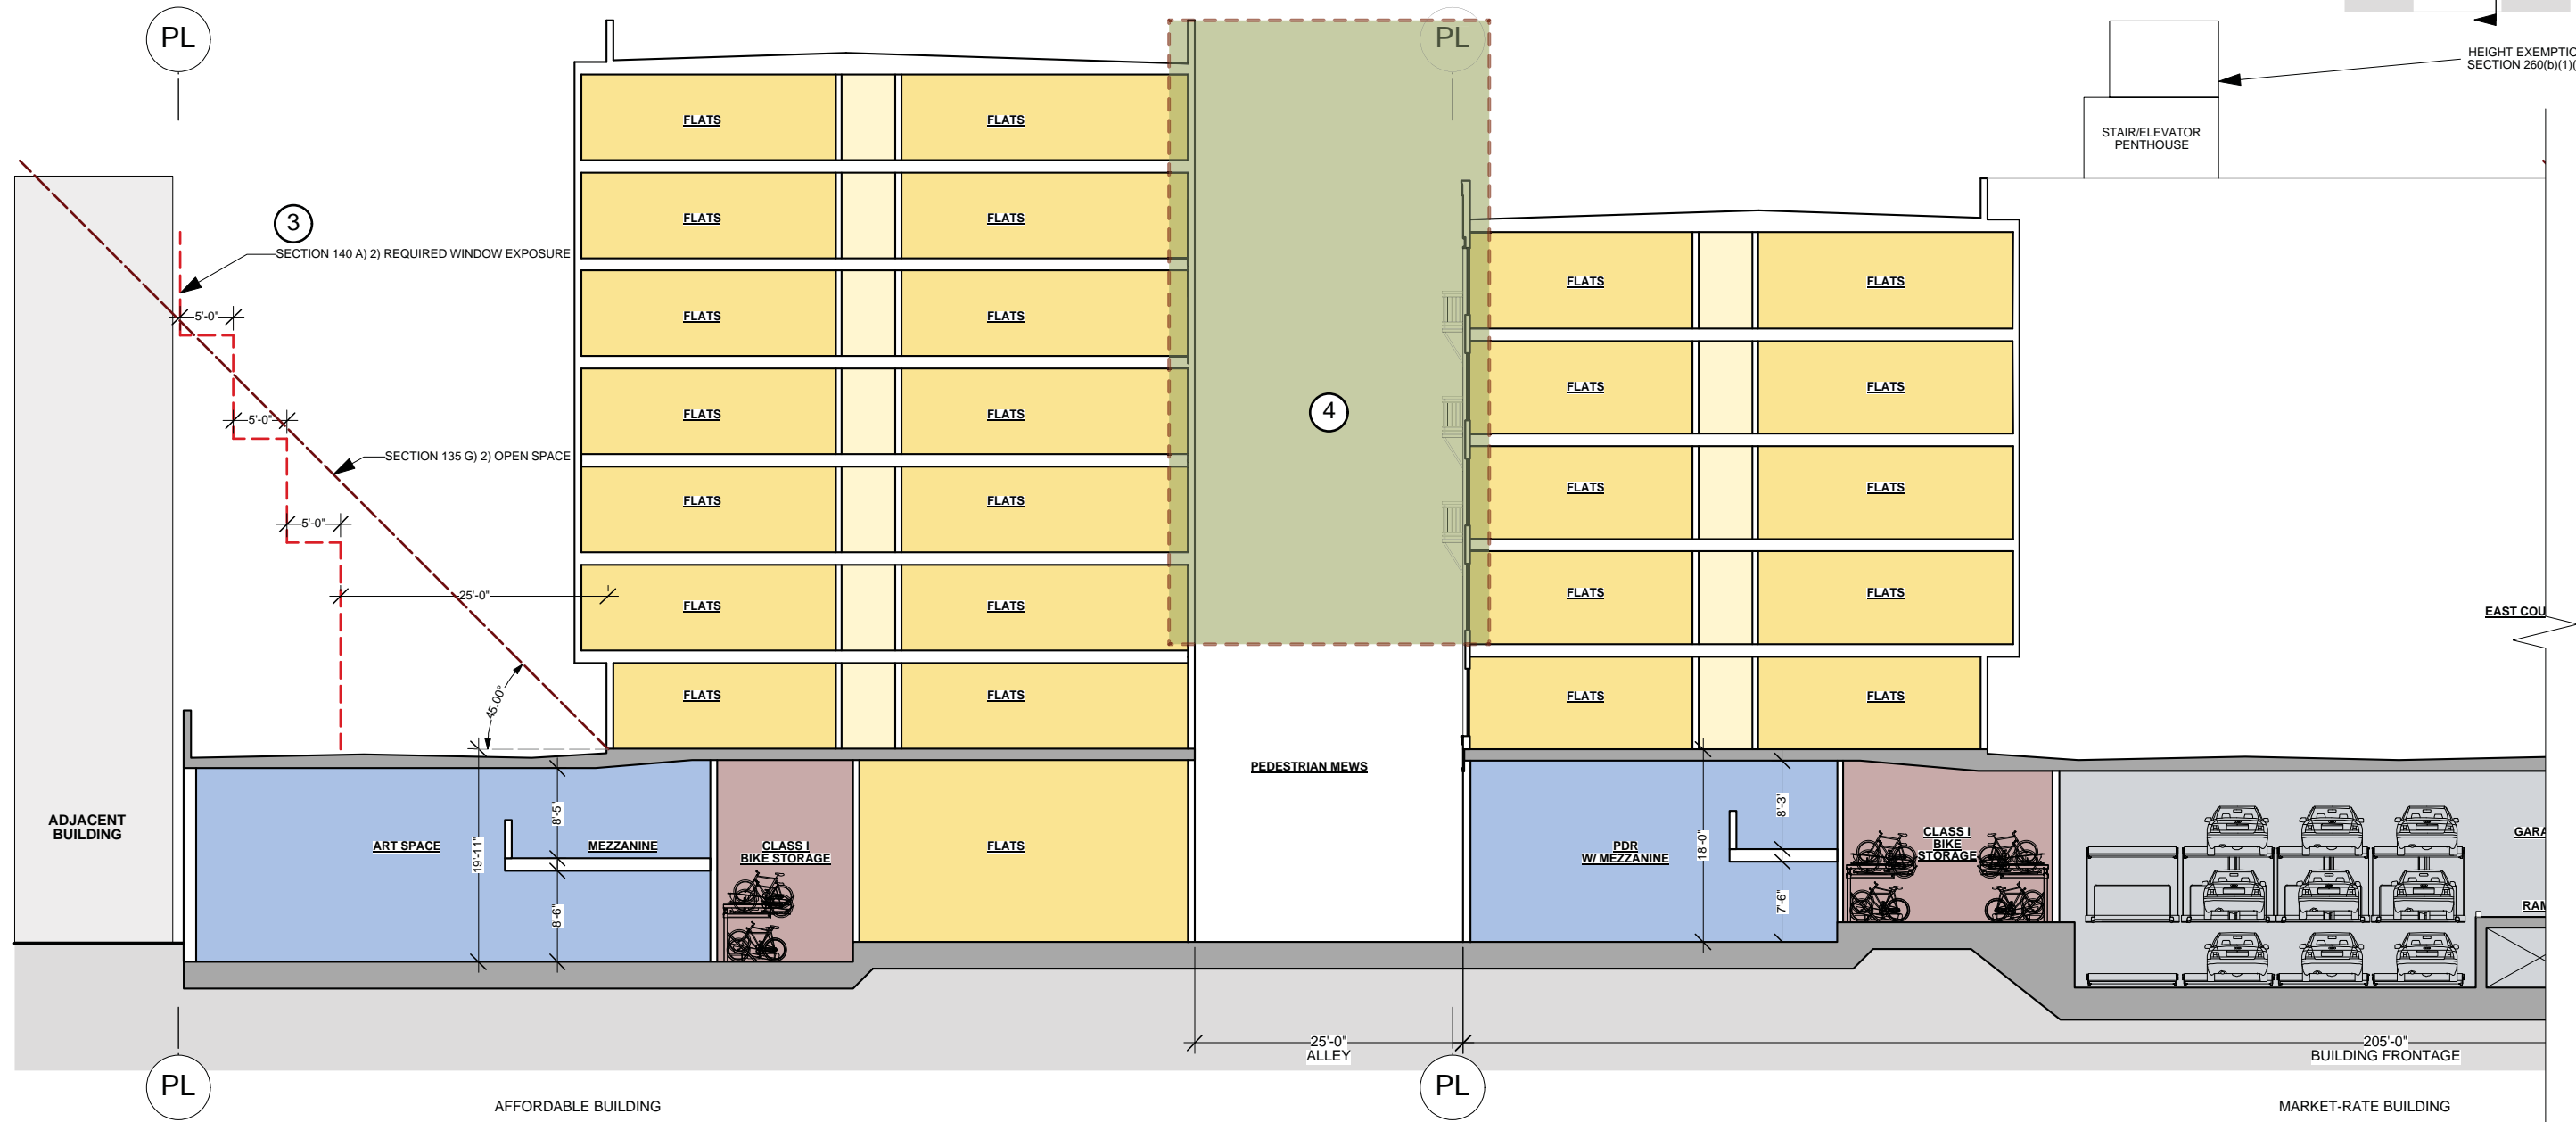 PL
PL
HEIGHT EXEMPTIO
SECTION 260(b)(1)(
STAIR/ELEVATOR
PENTHOUSE
FLATS
FLATS
3
SECTION 140 A) 2) REQUIRED WINDOW EXPOSURE
FLATS
FLATS
FLATS
FLATS
5'-0"
FLATS
FLATS
FLATS
FLATS
4
FLATS
FLATS
5'-0"
SECTION 135 G) 2) OPEN SPACE
FLATS
FLATS
FLATS
FLATS
5'-0"
25'-0"
FLATS
FLATS
FLATS
FLATS
EAST COU
45.00°
FLATS
FLATS
FLATS
FLATS
PEDESTRIAN MEWS
ADJACENT
BUILDING
ART SPACE
19'-11"
8'-5"
8'-6"
MEZZANINE
CLASS I
BIKE STORAGE
FLATS
PDR
W/ MEZZANINE
18'-0"
8'-3"
7'-6"
CLASS I
BIKE
STORAGE
GARA
RAM
25'-0"
ALLEY
205'-0"
BUILDING FRONTAGE
PL
PL
AFFORDABLE BUILDING
MARKET-RATE BUILDING